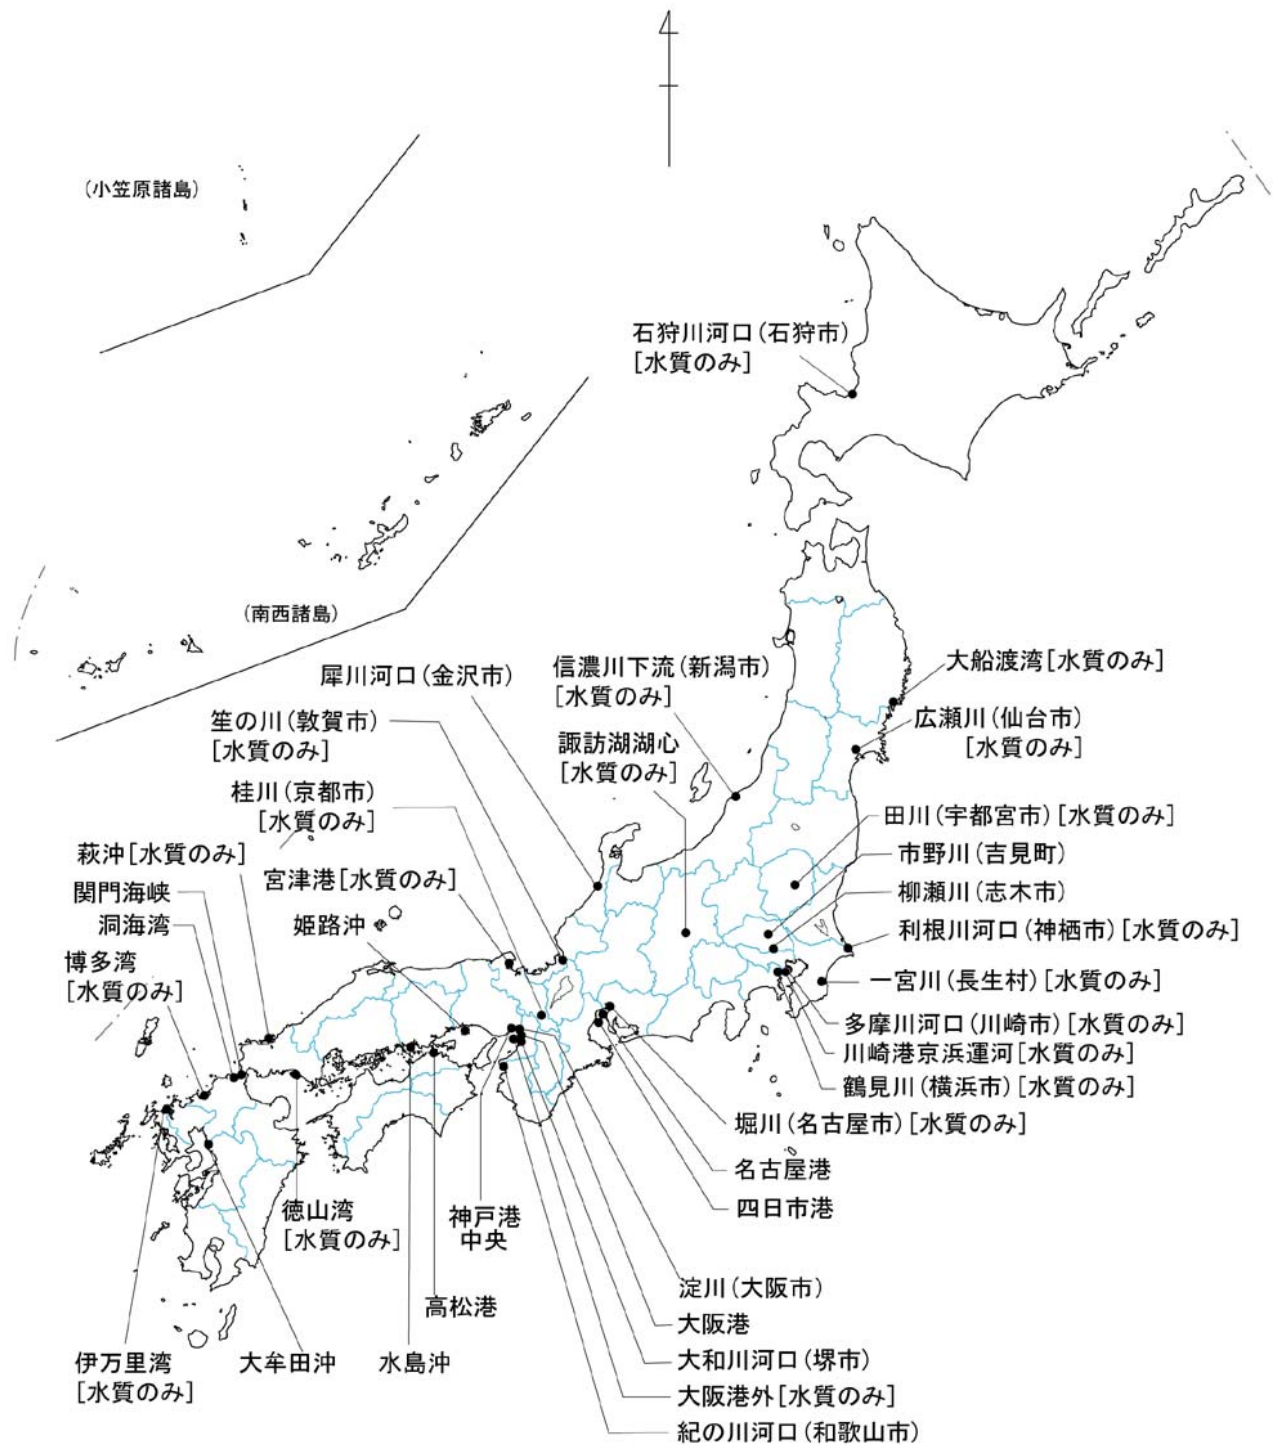 4
(小笠原諸島)
石狩川河口(石狩市)
[水質のみ]
(南西諸島)
犀川河口(金沢市)
信濃川下流(新潟市)
[水質のみ]
大船渡湾[水質のみ]
笙の川(敦賀市)
[水質のみ]
諏訪湖湖心
[水質のみ]
広瀬川(仙台市)
[水質のみ]
桂川(京都市)
[水質のみ]
田川(宇都宮市)[水質のみ]
萩沖[水質のみ]
市野川(吉見町)
関門海峡
宮津港[水質のみ]
柳瀬川(志木市)
洞海湾
姫路沖
利根川河口(神栖市)[水質のみ]
博多湾
[水質のみ]
一宮川(長生村)[水質のみ]
多摩川河口(川崎市)[水質のみ]
川崎港京浜運河[水質のみ]
鶴見川(横浜市)[水質のみ]
堀川(名古屋市)[水質のみ]
名古屋港
四日市港
徳山湾
[水質のみ]
神戸港
中央
淀川(大阪市)
高松港
大阪港
伊万里湾
[水質のみ]
大牟田沖
水島沖
大和川河口(堺市)
大阪港外[水質のみ]
紀の川河口(和歌山市)